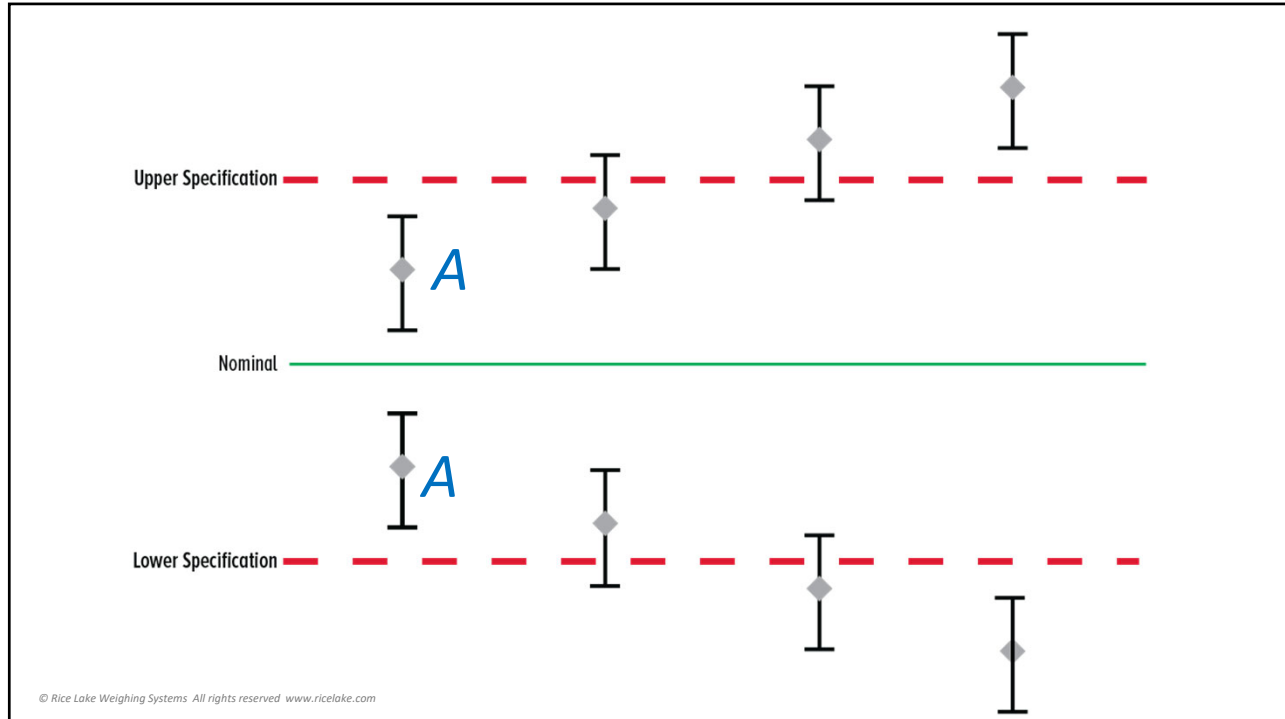 Upper Specification
A
Nominal
A
Lower Specification
© Rice Lake Weighing Systems All rights reserved www.ricelake.com